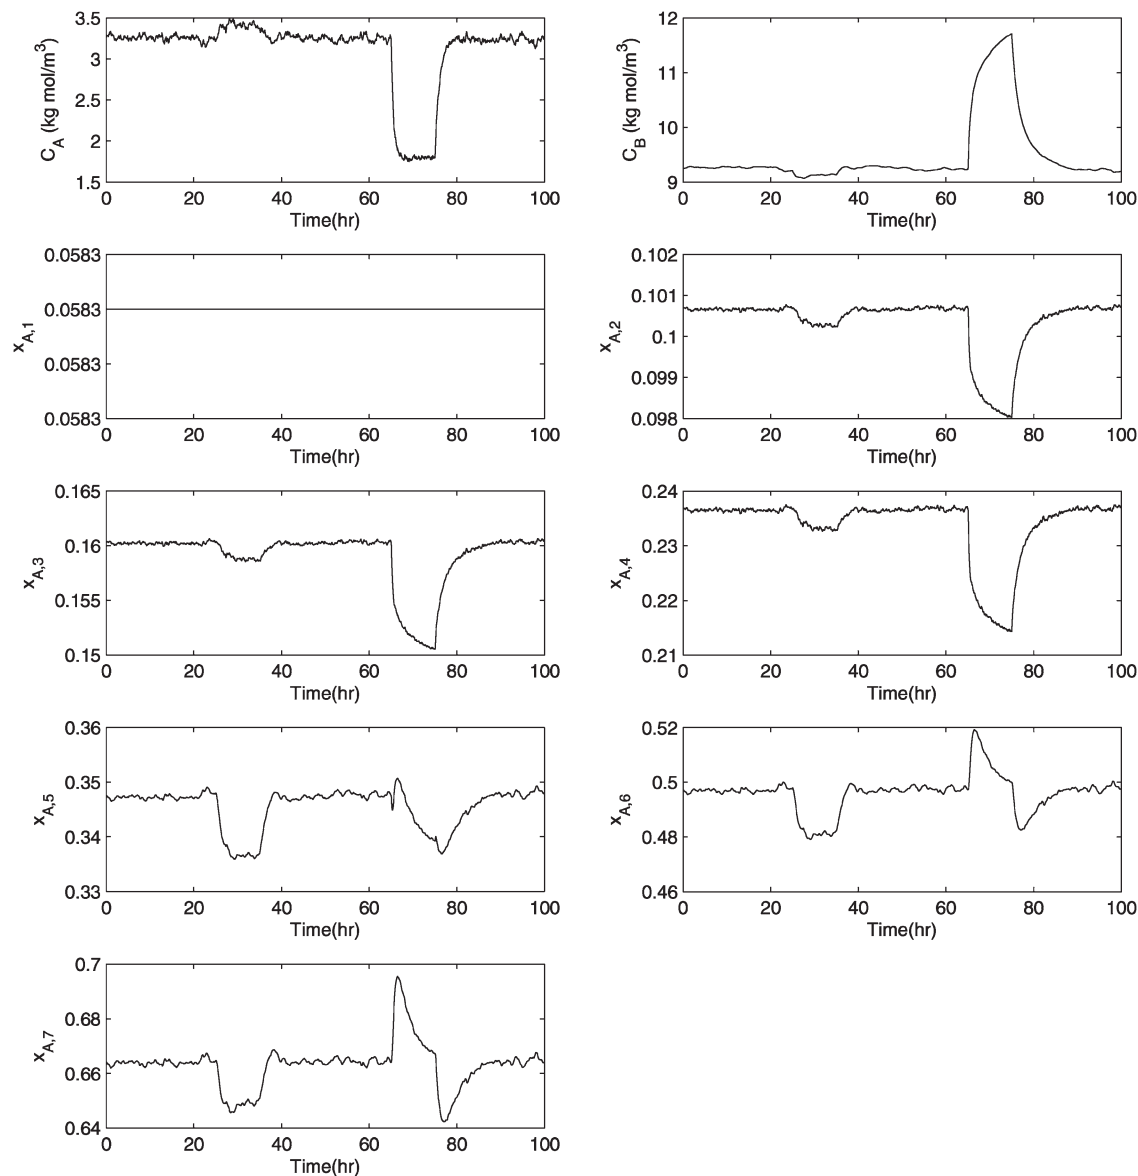 3.5
3
2.5
2
1.5
C_A (kg mol/m^3)
0 20 40 60 80 100
Time(hr)
12
11
10
9
C_B (kg mol/m^3)
0 20 40 60 80 100
Time(hr)
0.0583
0.0583
0.0583
0.0583
x_A,1
0 20 40 60 80 100
Time(hr)
0.102
0.101
0.1
0.099
0.098
x_A,2
0 20 40 60 80 100
Time(hr)
0.165
0.16
0.155
0.15
x_A,3
0 20 40 60 80 100
Time(hr)
0.24
0.23
0.22
0.21
x_A,4
0 20 40 60 80 100
Time(hr)
0.36
0.35
0.34
0.33
x_A,5
0 20 40 60 80 100
Time(hr)
0.52
0.5
0.48
0.46
x_A,6
0 20 40 60 80 100
Time(hr)
0.7
0.68
0.66
0.64
x_A,7
0 20 40 60 80 100
Time(hr)